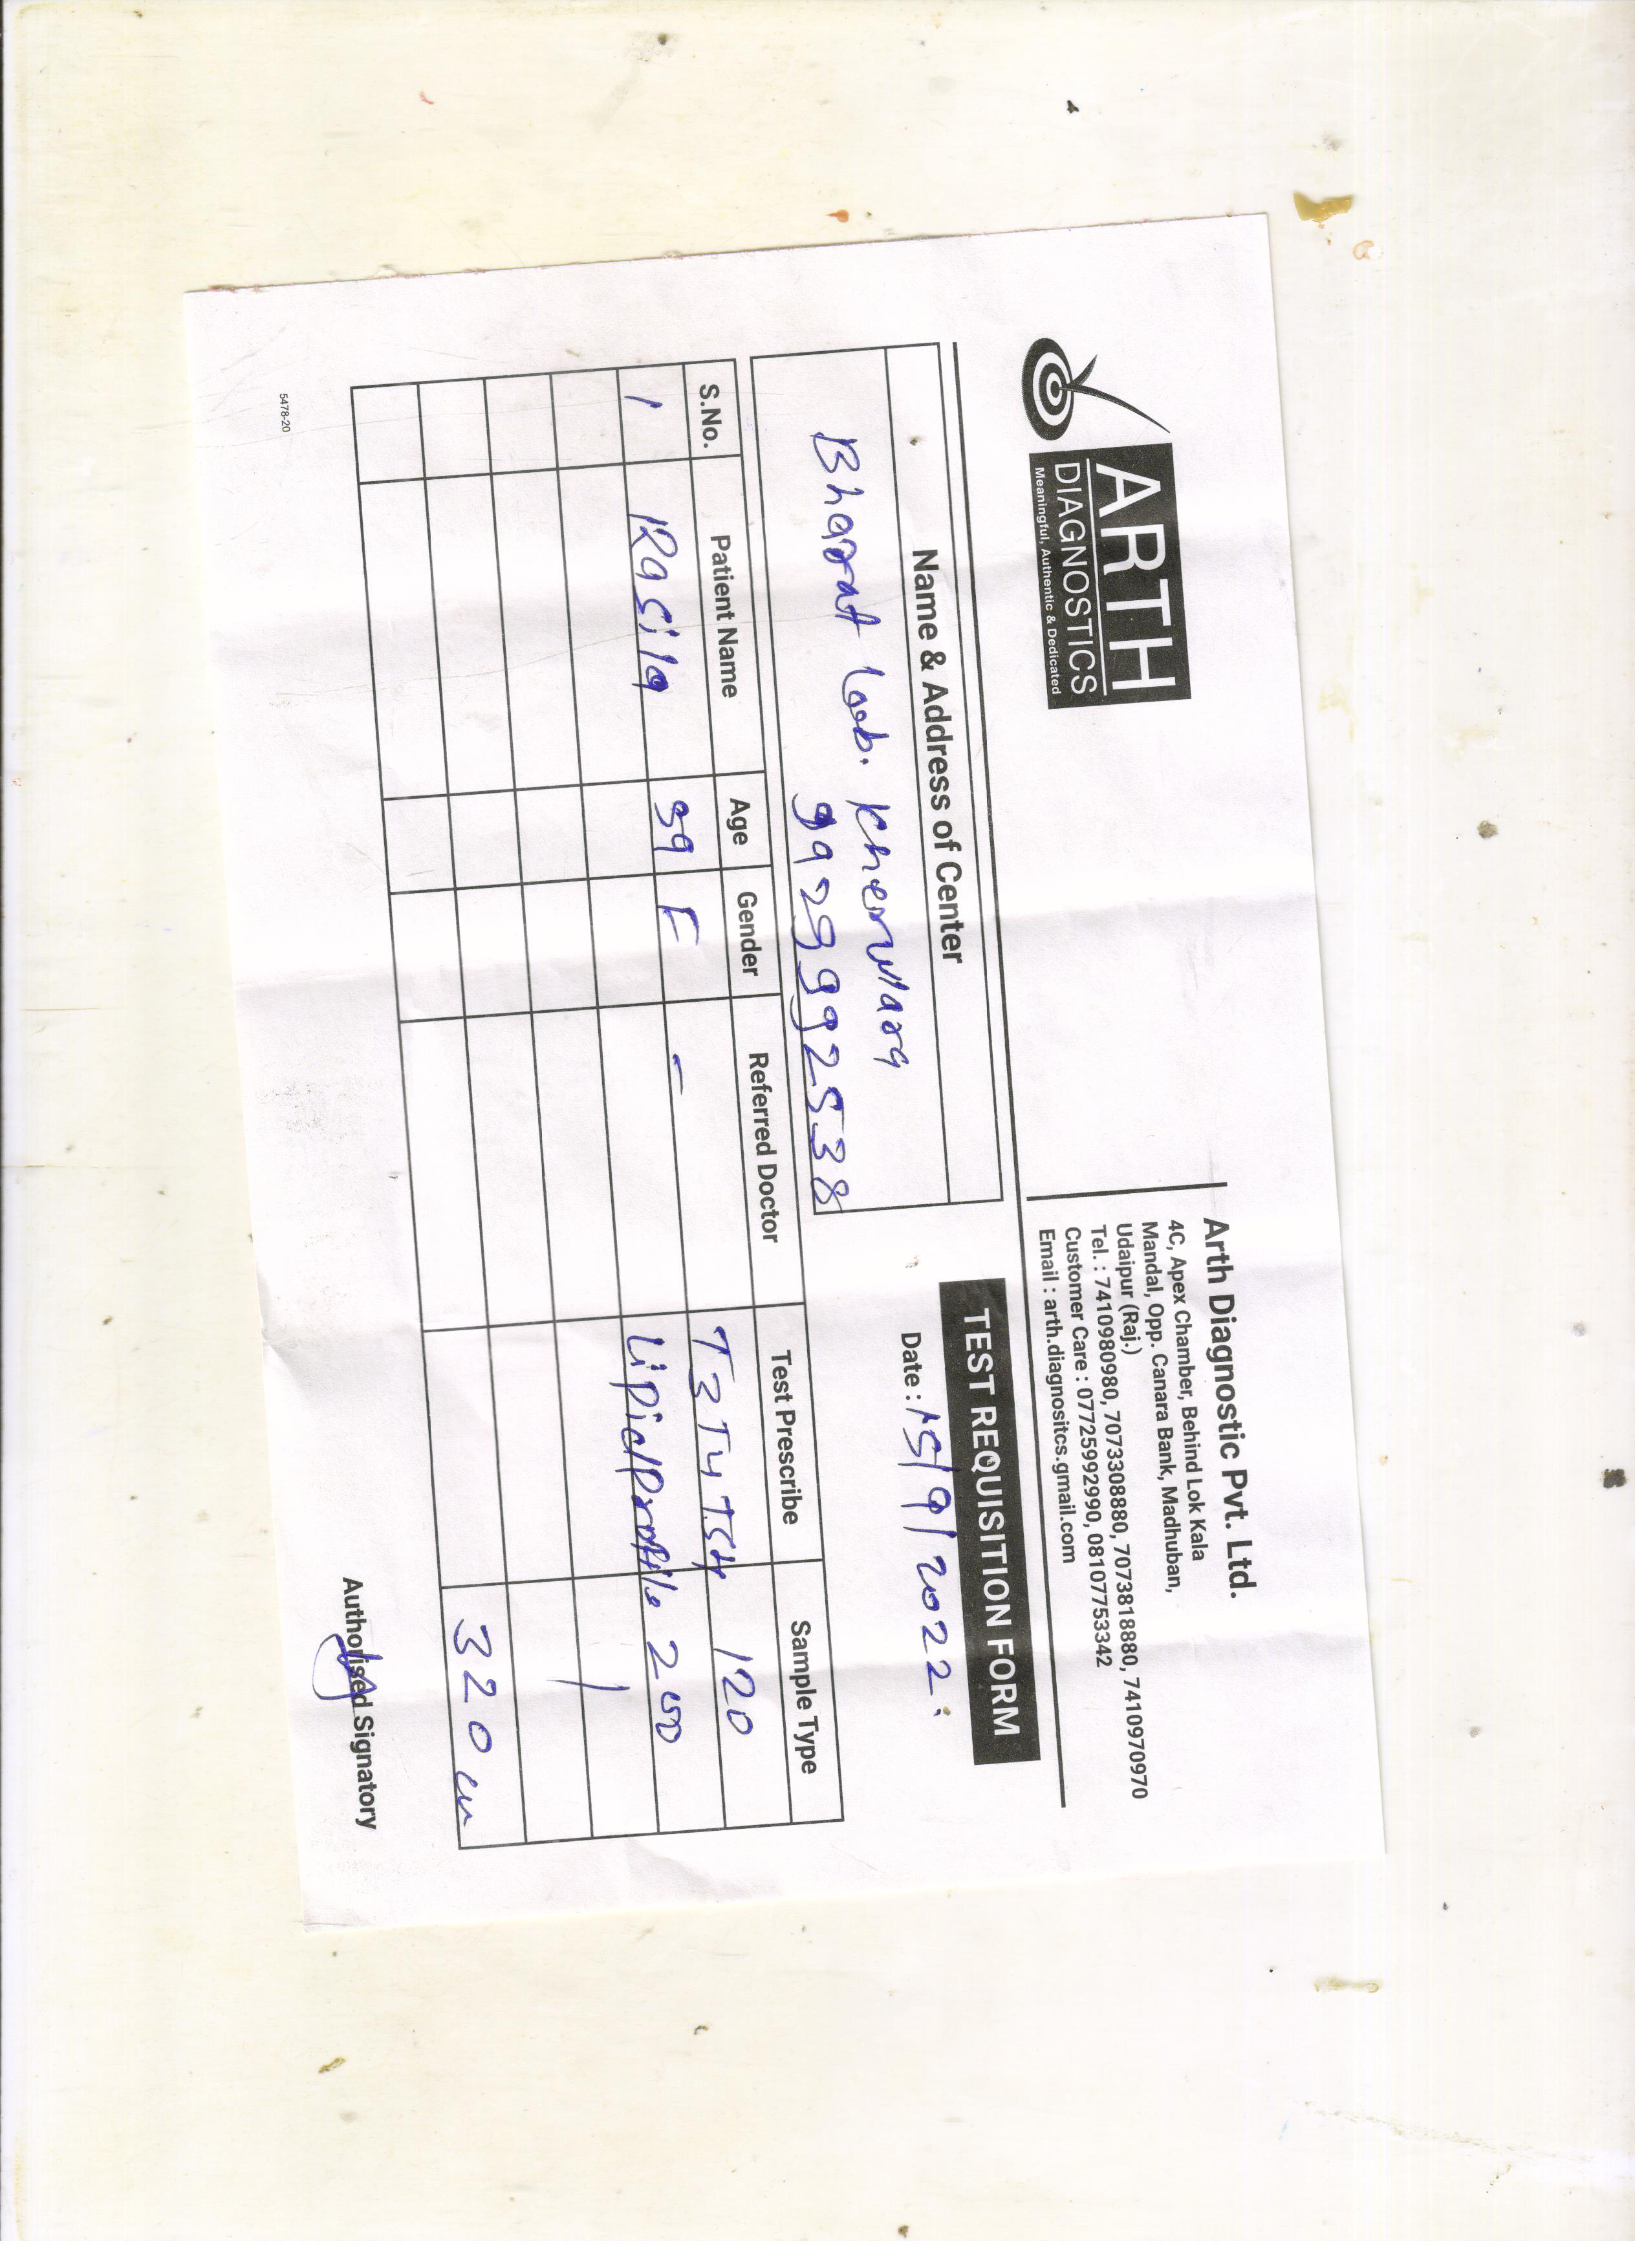 ARTH
DIAGNOSTICS
Meaningful, Authentic & Dedicated
Arth Diagnostic Pvt. Ltd.
4C, Apex Chamber, Behind Lok Kala
Mandal, Opp. Canara Bank, Madhuban,
Udaipur (Raj.)
Tel. : 7410980980, 7073308880, 7073818880, 7410970970
Customer Care : 07725992990, 08107753342
Email : arth.diagnositcs.gmail.com
Name & Address of Center
TEST REQUISITION FORM
Bharat Lab. Kherwara
9929992538
Date : 15/9/2022
S.No. Patient Name Age Gender Referred Doctor Test Prescribe Sample Type
1 Rasila 39 F - T3 T4 TSH 120
Lipid Profile 200
320
Authorised Signatory
5478-20